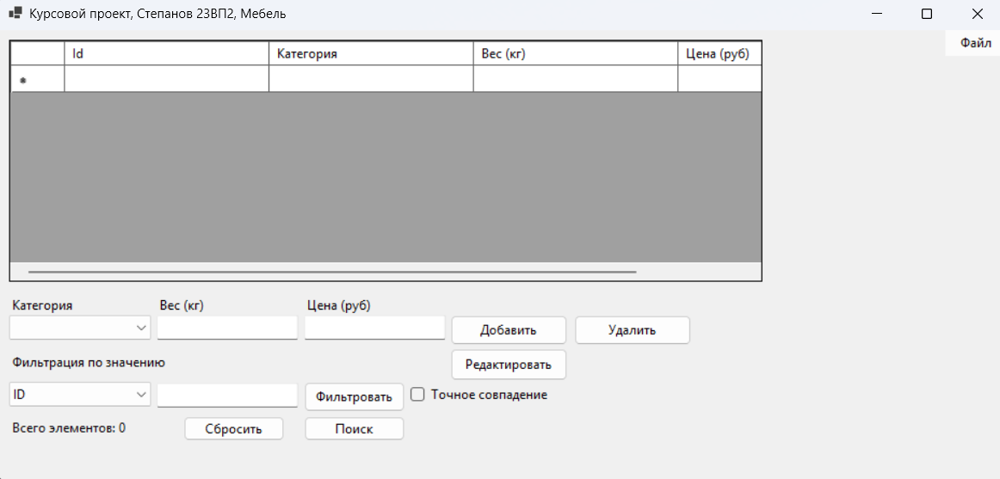 Курсовой проект, Степанов 23ВП2, Мебель
Файл
Id Категория Вес (кг) Цена (руб)
Категория Вес (кг) Цена (руб)
Добавить Удалить
Фильтрация по значению Редактировать
ID Фильтровать Точное совпадение
Всего элементов: 0 Сбросить Поиск